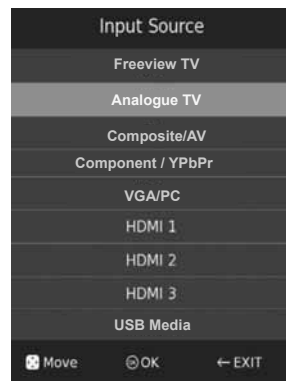 Input Source
Freeview TV
Analogue TV
Composite/AV
Component / YPbPr
VGA/PC
HDMI 1
HDMI 2
HDMI 3
USB Media
Move OK ← EXIT